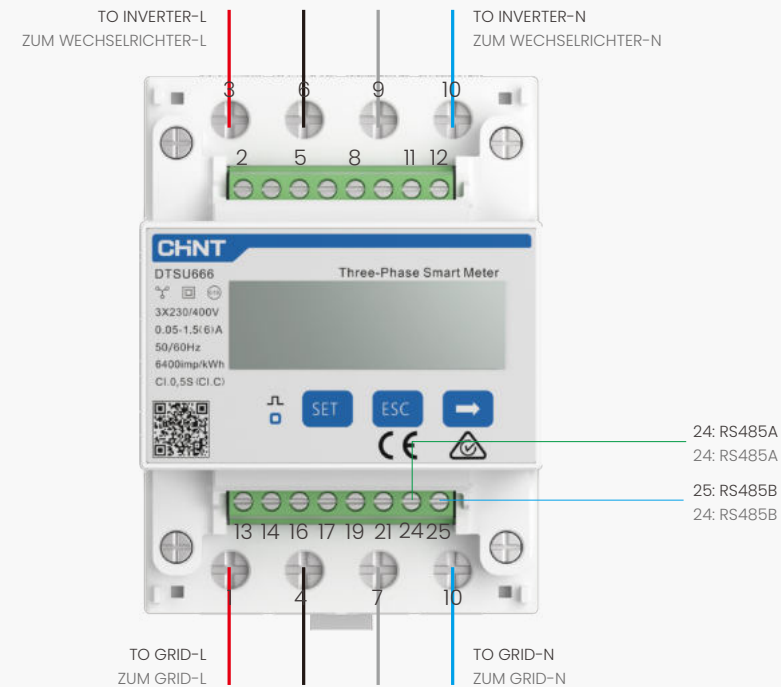 TO INVERTER-L
ZUM WECHSELRICHTER-L
TO INVERTER-N
ZUM WECHSELRICHTER-N
3 6 9 10
2 5 8 11 12
CHNT
DTSU666
Three-Phase Smart Meter
3X230/400V
0.05-1.5(6)A
50/60Hz
6400imp/kWh
Cl.0,5S (Cl.C)
SET ESC
CE
24: RS485A
24: RS485A
25: RS485B
24: RS485B
13 14 16 17 19 21 24 25
1 4 7 10
TO GRID-L
ZUM GRID-L
TO GRID-N
ZUM GRID-N